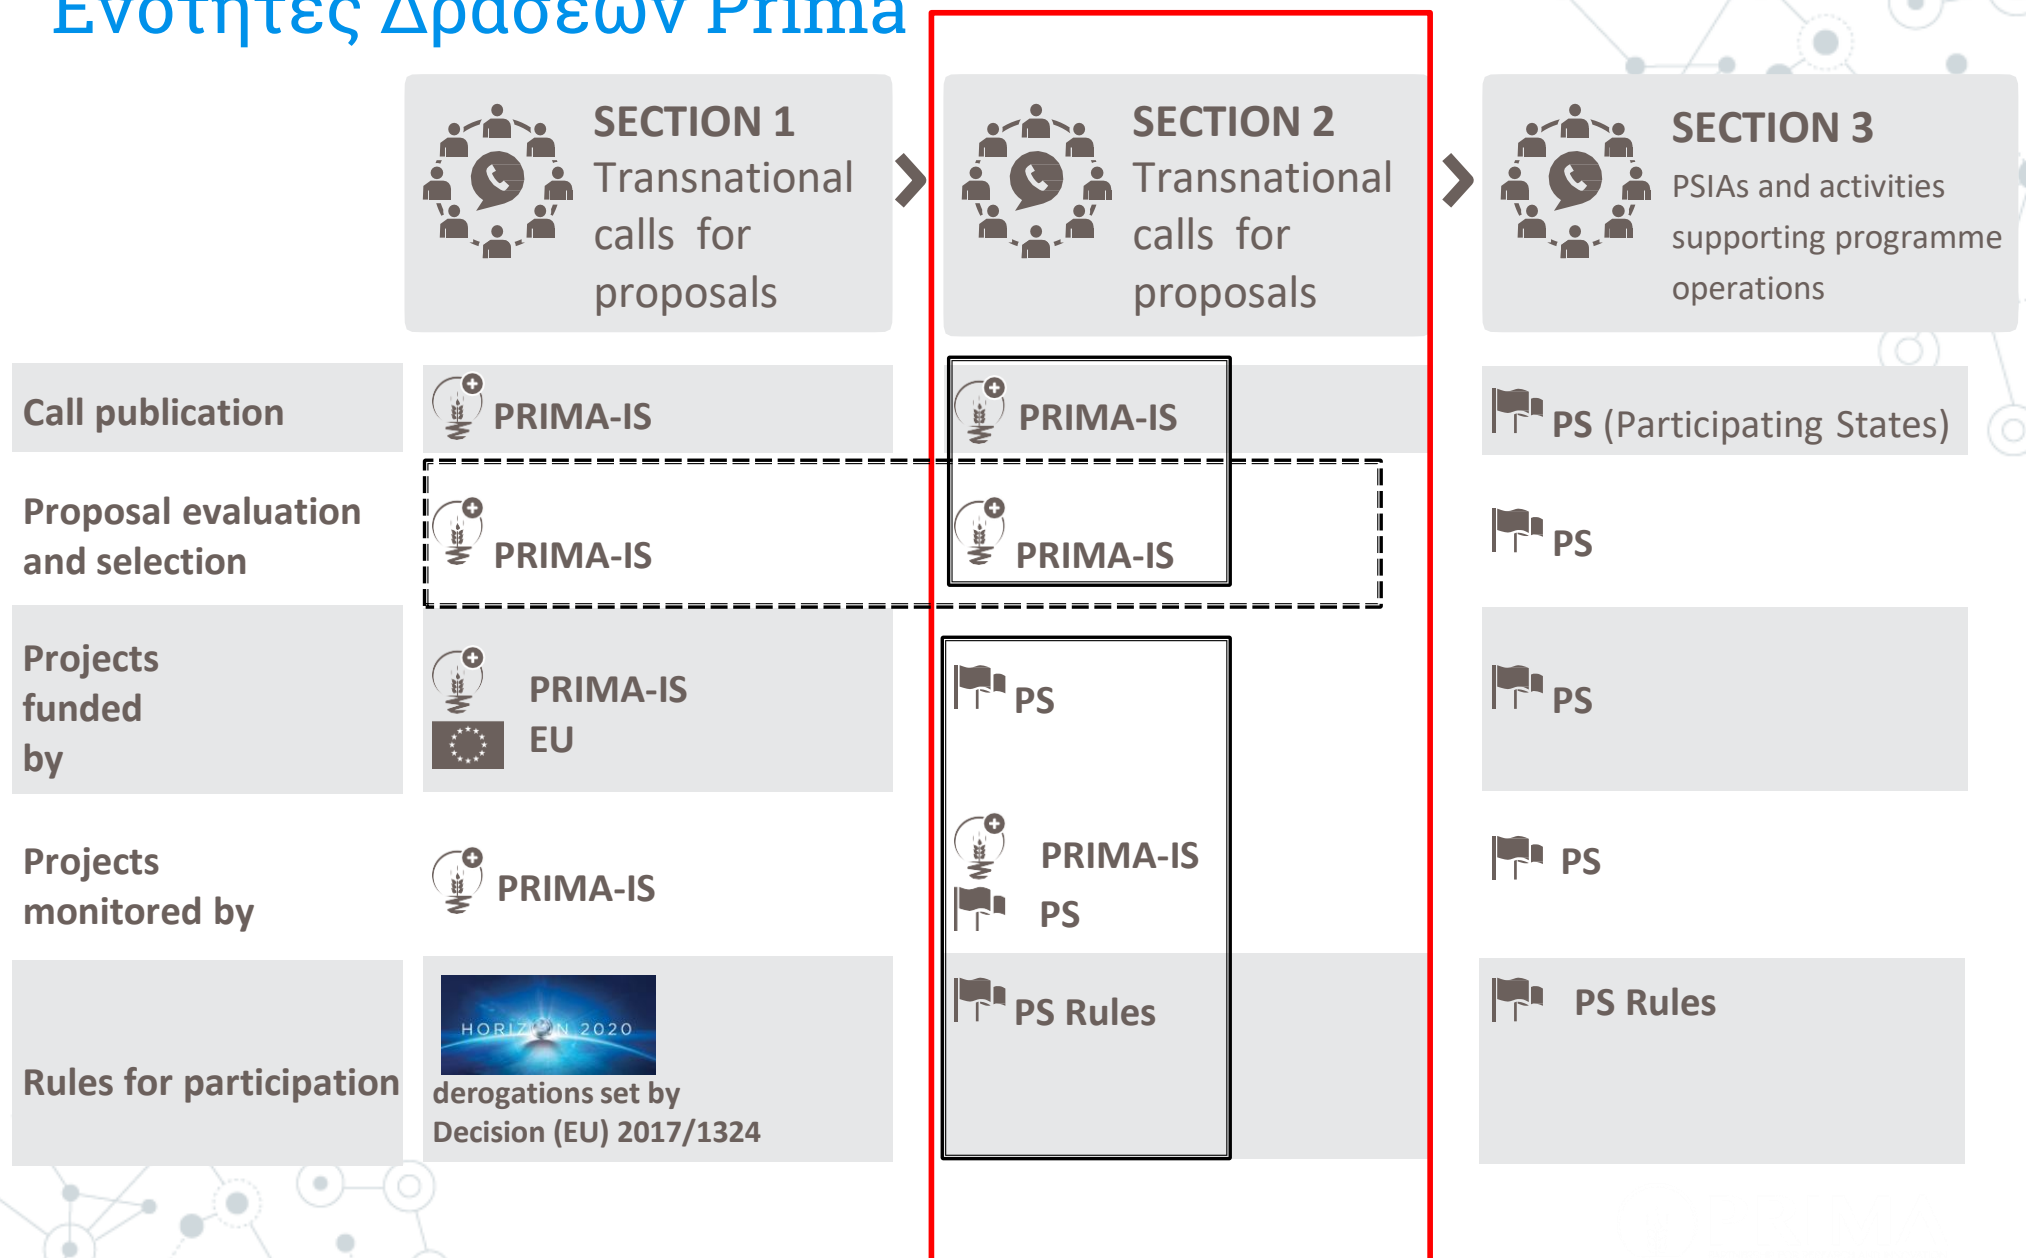 Ενότητες Δράσεων Prima
SECTION 1
Transnational
calls for
proposals
SECTION 2
Transnational
calls for
proposals
SECTION 3
PSIAs and activities
supporting programme
operations
Call publication
PRIMA-IS
PRIMA-IS
PS (Participating States)
Proposal evaluation
and selection
PRIMA-IS
PRIMA-IS
PS
Projects
funded
by
PRIMA-IS
EU
PS
PS
Projects
monitored by
PRIMA-IS
PRIMA-IS
PS
PS
Rules for participation
HORIZON 2020
derogations set by
Decision (EU) 2017/1324
PS Rules
PS Rules